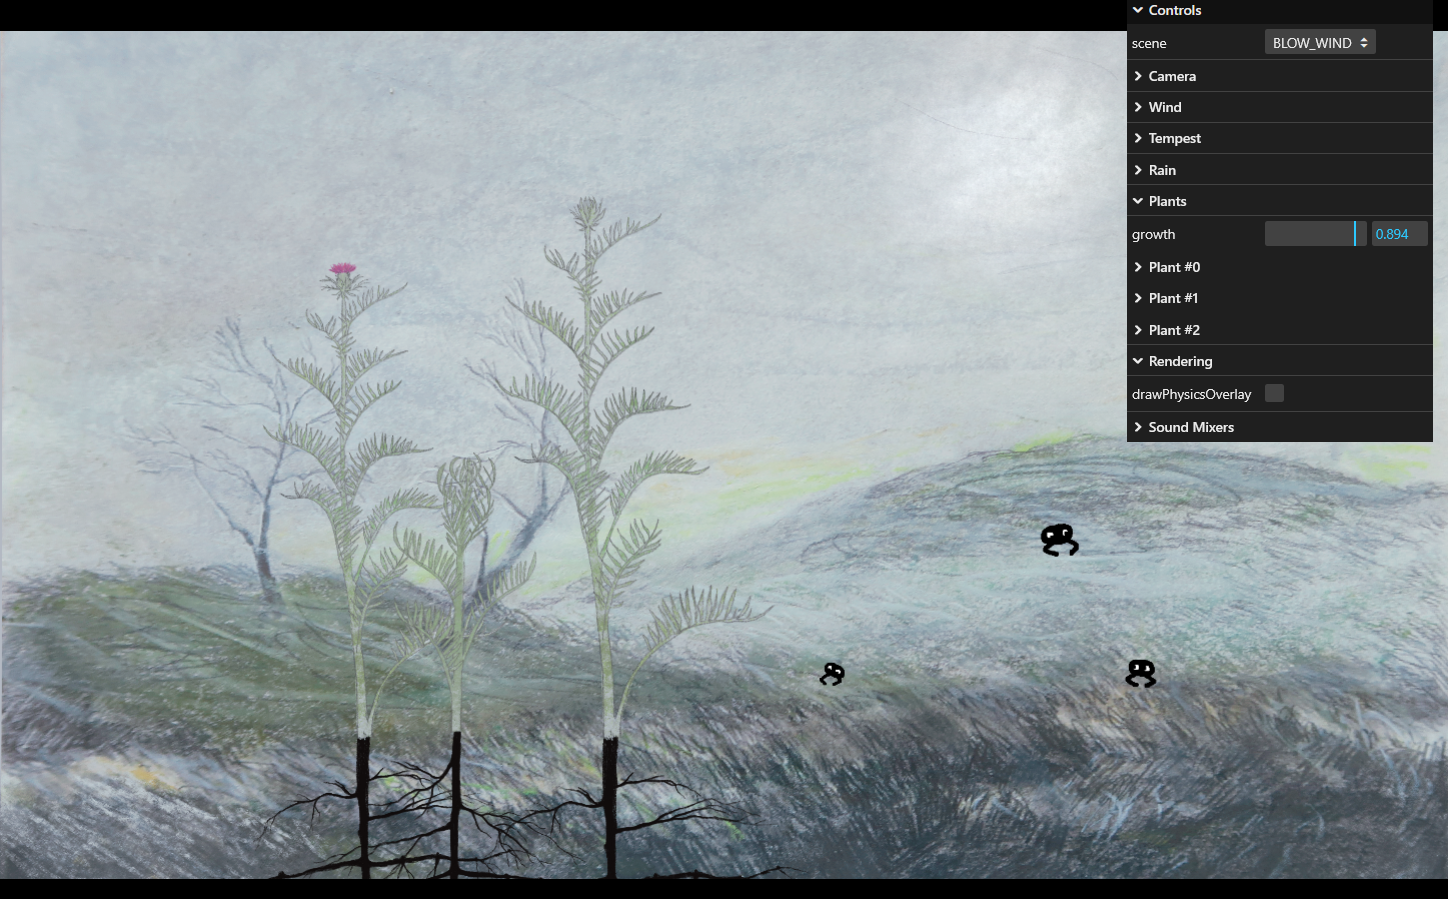 Controls
scene BLOW_WIND
Camera
Wind
Tempest
Rain
Plants
growth 0.894
Plant #0
Plant #1
Plant #2
Rendering
drawPhysicsOverlay
Sound Mixers